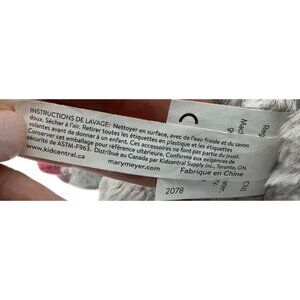 INSTRUCTIONS DE LAVAGE: Nettoyer en surface, avec de l'eau froide et du savon
doux. Sécher à l'air. Retirer toutes les étiquettes en plastique et les étiquettes
volantes avant de donner à un enfant. Ces accessoires ne font pas partie du jouet.
Conserver cet emballage pour référence ultérieure. Conforme aux exigences de
sécurité de ASTM-F963. Distribué au Canada par Kidcentral Supply Inc., Toronto, ON.
www.kidcentral.ca
marymeyer.com
Fabrique en Chine
2078